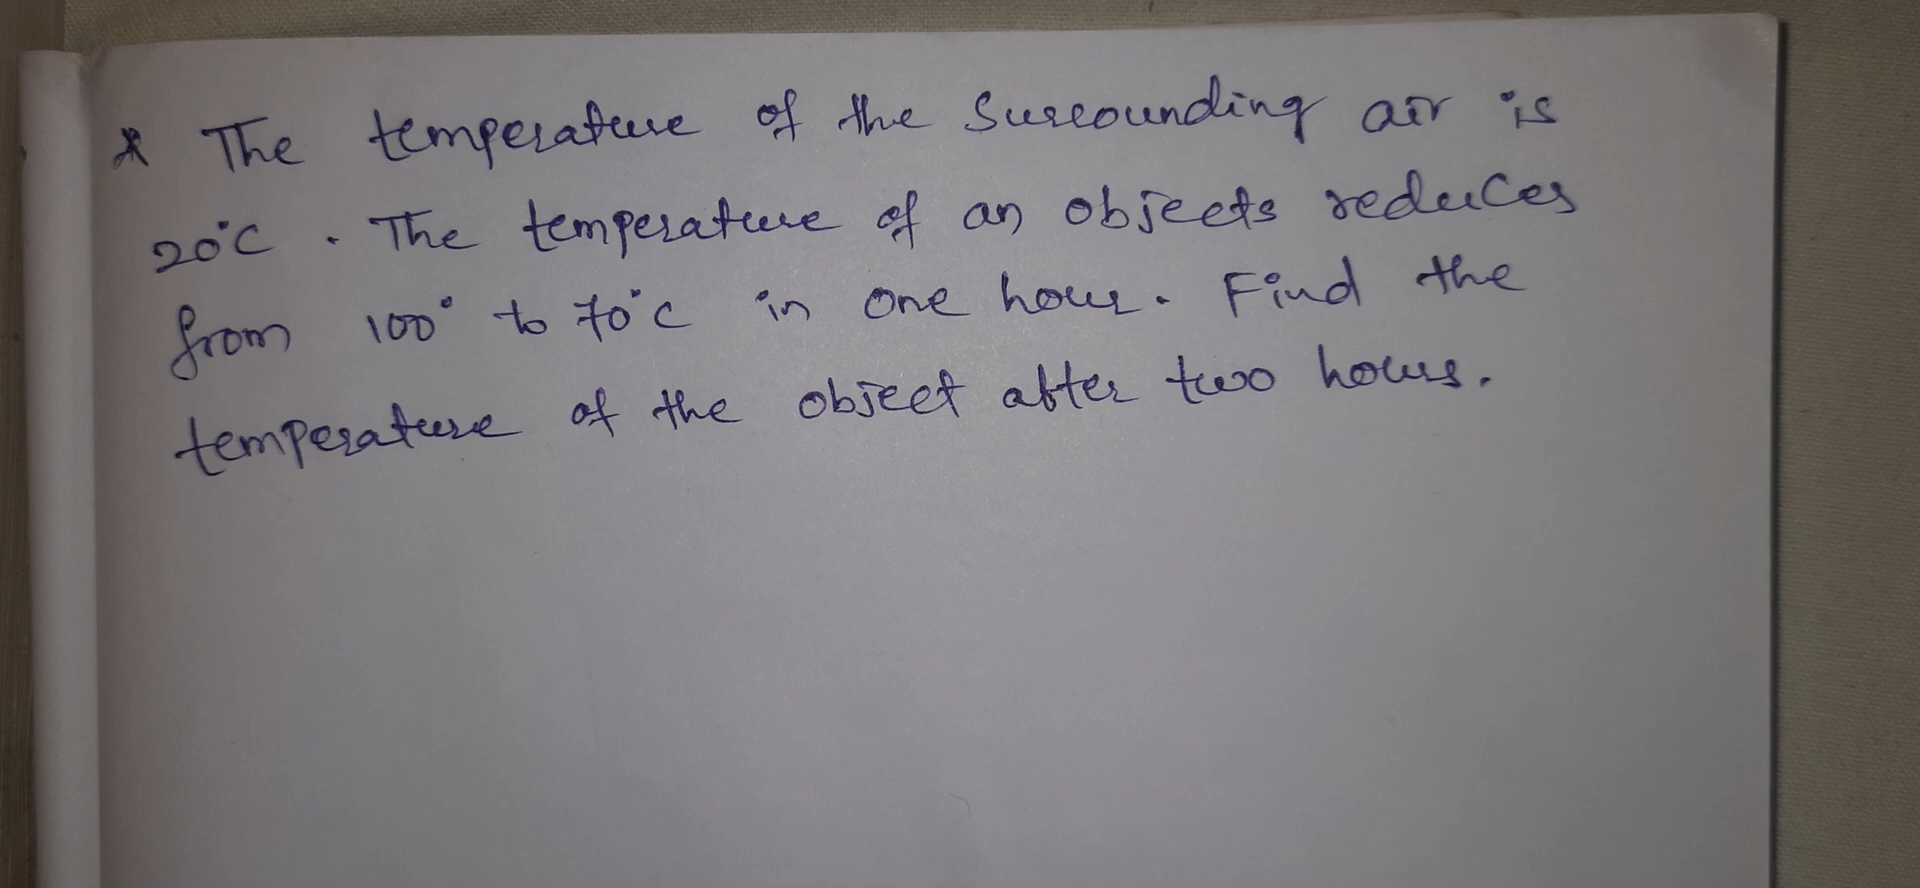 * The temperature of the Surrounding air is
20°C . The temperature of an objects reduces
from 100° to 70°C in one hour. Find the
temperature of the object after two hours.